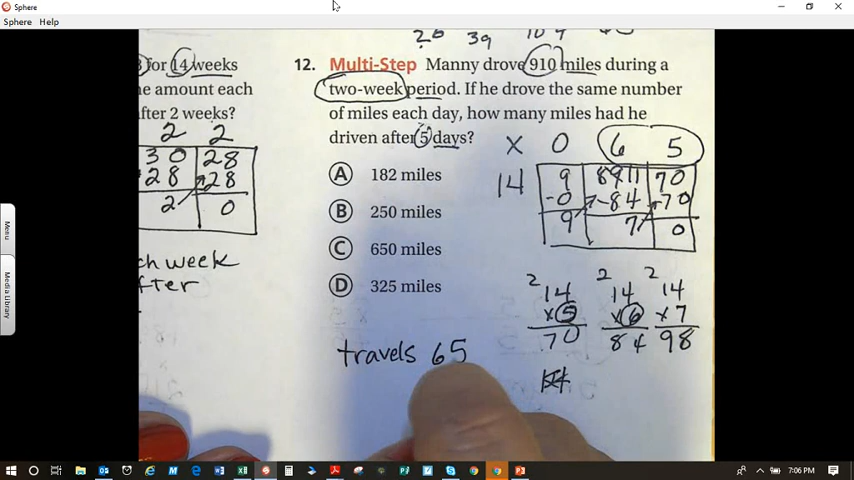 Sphere
Sphere Help
Menu
Media Library
for 14 weeks
ne amount each
fter 2 weeks?
2 2
30 28
28 28
2 0
ch week
fter
12. Multi-Step Manny drove 910 miles during a
two-week period. If he drove the same number
of miles each day, how many miles had he
driven after 5 days?
A 182 miles
B 250 miles
C 650 miles
D 325 miles
x 0 6 5
14 9 91 70
-0 -84 -70
9 7 0
2 14 2 14 2 14
x5 x6 x7
70 84 98
travels 65
7:06 PM